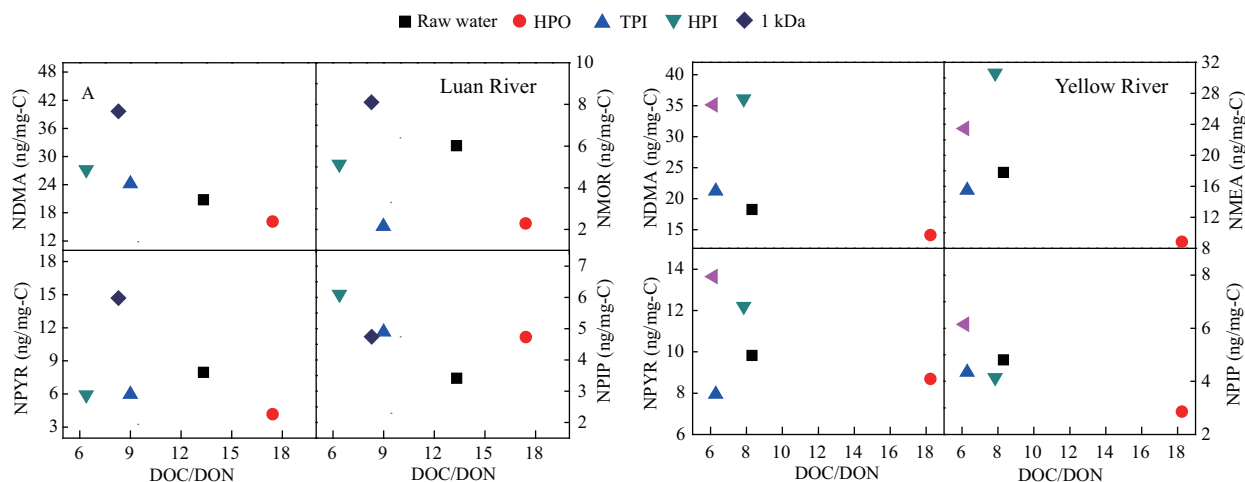 Raw water HPO TPI HPI 1 kDa
A
Luan River
NDMA (ng/mg-C)
48
42
36
30
24
18
12
NMOR (ng/mg-C)
10
8
6
4
2
NPYR (ng/mg-C)
18
15
12
9
6
3
NPIP (ng/mg-C)
7
6
5
4
3
2
6 9 12 15 18
6 9 12 15 18
DOC/DON
DOC/DON
Yellow River
NDMA (ng/mg-C)
40
35
30
25
20
15
NMEA (ng/mg-C)
32
28
24
20
16
12
8
NPYR (ng/mg-C)
14
12
10
8
6
NPIP (ng/mg-C)
8
6
4
2
6 8 10 12 14 16 18
6 8 10 12 14 16 18
DOC/DON
DOC/DON